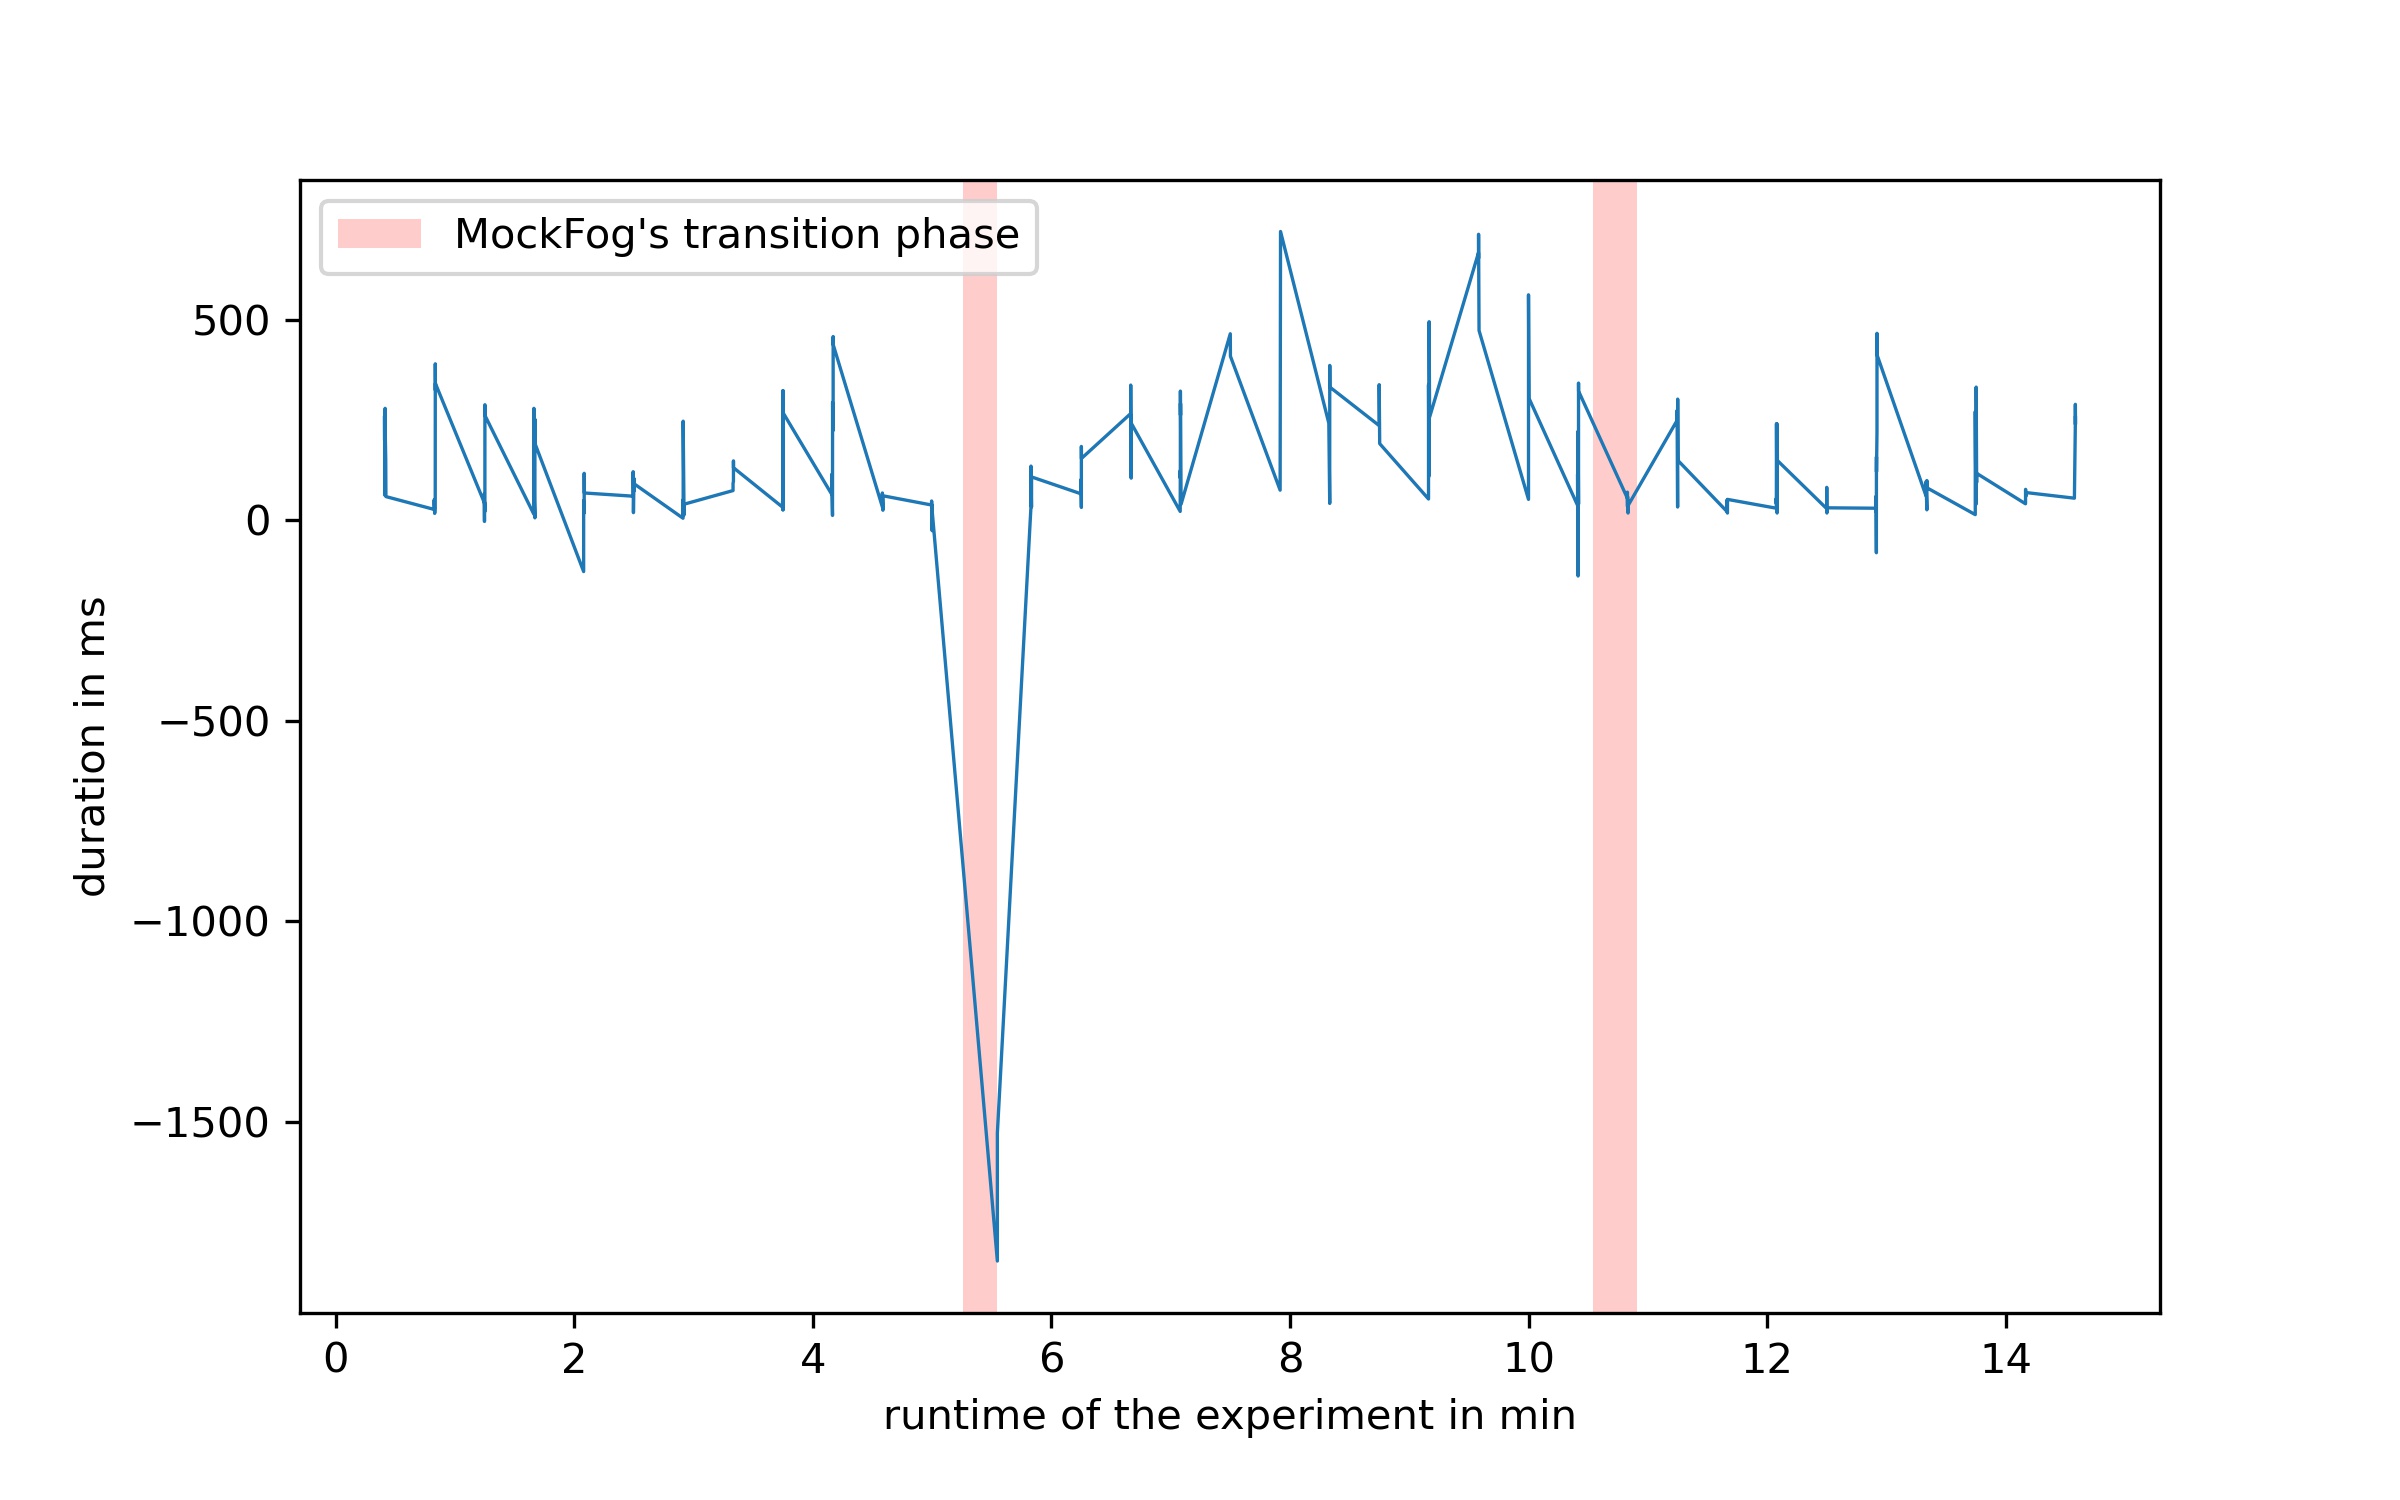 MockFog's transition phase
500
0
−500
−1000
−1500
duration in ms
0 2 4 6 8 10 12 14
runtime of the experiment in min